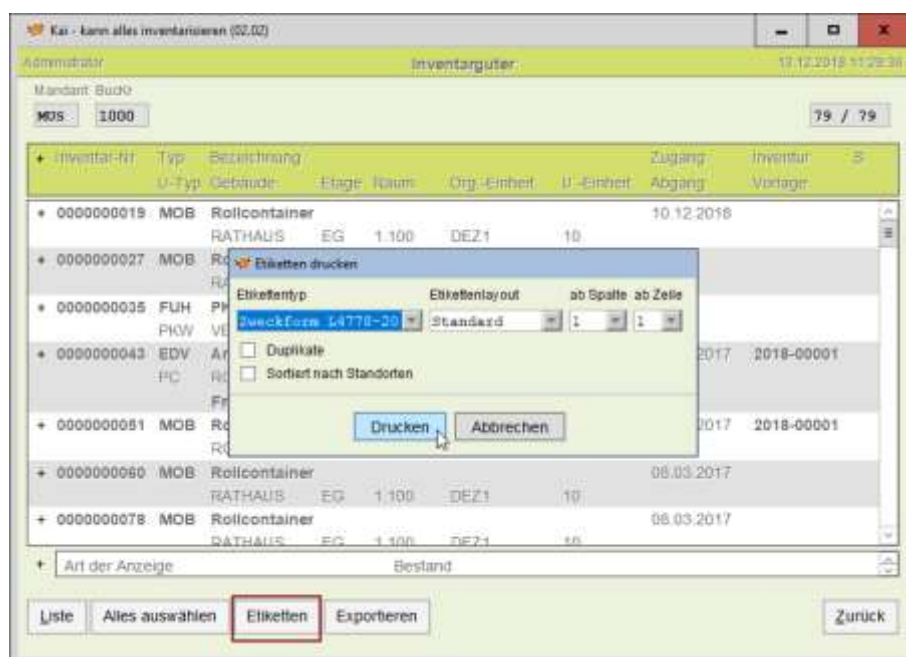 Kai - kann alles inventarisieren (02.02)
Administrator Inventargüter 13.12.2018
Mandant BuchKr
MUS 1000 79 / 79
+ Inventar-Nr Typ Bezeichnung Zugang Inventur S
U-Typ Gebäude Etage Raum Org.-Einheit U.-Einheit Abgang Vorlage
+ 0000000019 MOB Rollcontainer 10.12.2018
RATHAUS EG 1.100 DEZ1 10
+ 0000000027 MOB
Etiketten drucken
+ 0000000035 FUH
PKW
Etikettentyp Etikettenlayout ab Spalte ab Zeile
Zweckform L4778-20 Standard 1 1
+ 0000000043 EDV 2017 2018-00001
PC
Duplikate
Sortiert nach Standorten
+ 0000000051 MOB 2017 2018-00001
Drucken Abbrechen
+ 0000000060 MOB Rollcontainer 08.03.2017
RATHAUS EG 1.100 DEZ1 10
+ 0000000078 MOB Rollcontainer 08.03.2017
RATHAUS EG 1.100 DEZ1 10
+ Art der Anzeige Bestand
Liste Alles auswählen Etiketten Exportieren Zurück